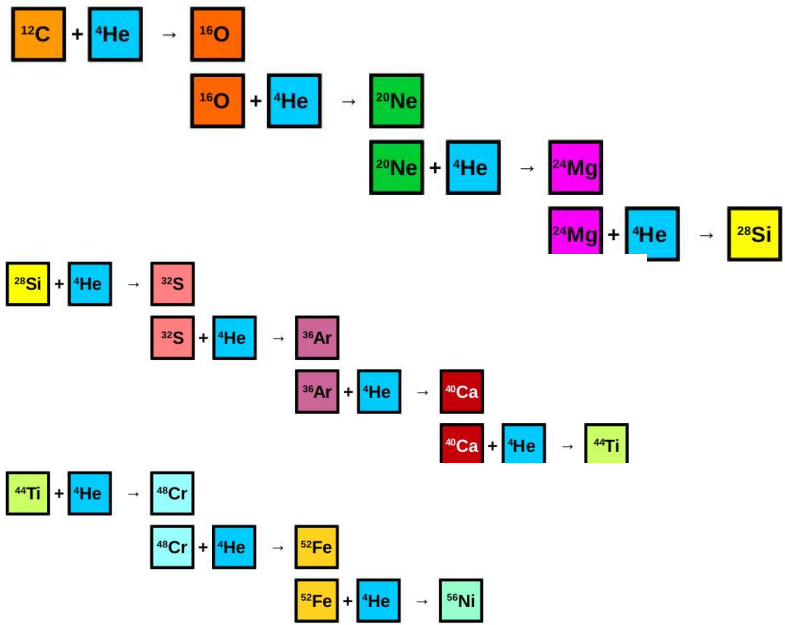 ¹²C + ⁴He → ¹⁶O
¹⁶O + ⁴He → ²⁰Ne
²⁰Ne + ⁴He → ²⁴Mg
²⁴Mg + ⁴He → ²⁸Si
²⁸Si + ⁴He → ³²S
³²S + ⁴He → ³⁶Ar
³⁶Ar + ⁴He → ⁴⁰Ca
⁴⁰Ca + ⁴He → ⁴⁴Ti
⁴⁴Ti + ⁴He → ⁴⁸Cr
⁴⁸Cr + ⁴He → ⁵²Fe
⁵²Fe + ⁴He → ⁵⁶Ni